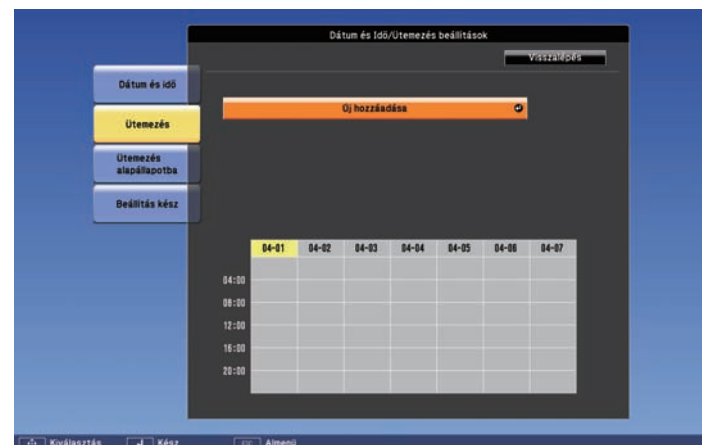 Dátum és Idő/Ütemezés beállítások
Visszalépés
Dátum és idő
Ütemezés
Ütemezés
alapállapotba
Beállítás kész
Új hozzáadása
04-01 04-02 04-03 04-04 04-05 04-06 04-07
04:00
08:00
12:00
16:00
20:00
Kiválasztás Kész Almenü